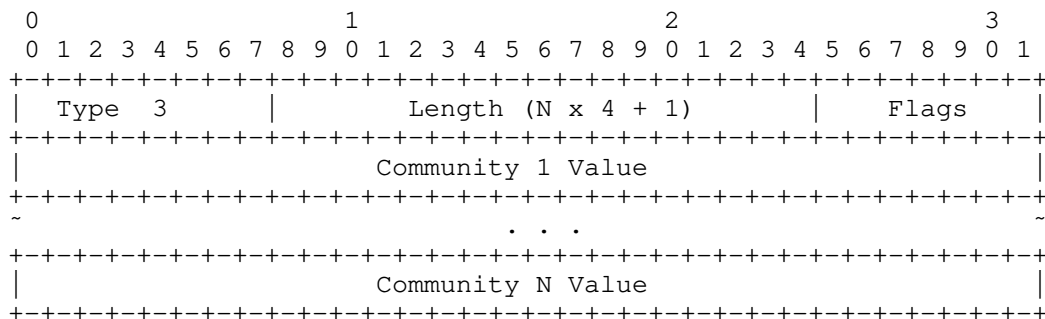 0                   1                   2                   3
 0 1 2 3 4 5 6 7 8 9 0 1 2 3 4 5 6 7 8 9 0 1 2 3 4 5 6 7 8 9 0 1
+-+-+-+-+-+-+-+-+-+-+-+-+-+-+-+-+-+-+-+-+-+-+-+-+-+-+-+-+-+-+-+-+
|  Type  3      |        Length (N x 4 + 1)       |    Flags    |
+-+-+-+-+-+-+-+-+-+-+-+-+-+-+-+-+-+-+-+-+-+-+-+-+-+-+-+-+-+-+-+-+
|                      Community 1 Value                        |
+-+-+-+-+-+-+-+-+-+-+-+-+-+-+-+-+-+-+-+-+-+-+-+-+-+-+-+-+-+-+-+-+
~                              . . .                            ~
+-+-+-+-+-+-+-+-+-+-+-+-+-+-+-+-+-+-+-+-+-+-+-+-+-+-+-+-+-+-+-+-+
|                      Community N Value                        |
+-+-+-+-+-+-+-+-+-+-+-+-+-+-+-+-+-+-+-+-+-+-+-+-+-+-+-+-+-+-+-+-+